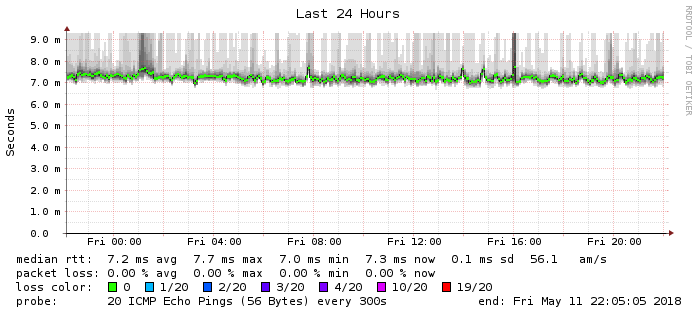 Last 24 Hours
RRDTOOL / TOBI OETIKER
Seconds
9.0 m
8.0 m
7.0 m
6.0 m
5.0 m
4.0 m
3.0 m
2.0 m
1.0 m
0.0
Fri 00:00 Fri 04:00 Fri 08:00 Fri 12:00 Fri 16:00 Fri 20:00
median rtt: 7.2 ms avg 7.7 ms max 7.0 ms min 7.3 ms now 0.1 ms sd 56.1 am/s
packet loss: 0.00 % avg 0.00 % max 0.00 % min 0.00 % now
loss color: 0 1/20 2/20 3/20 4/20 10/20 19/20
probe: 20 ICMP Echo Pings (56 Bytes) every 300s end: Fri May 11 22:05:05 2018